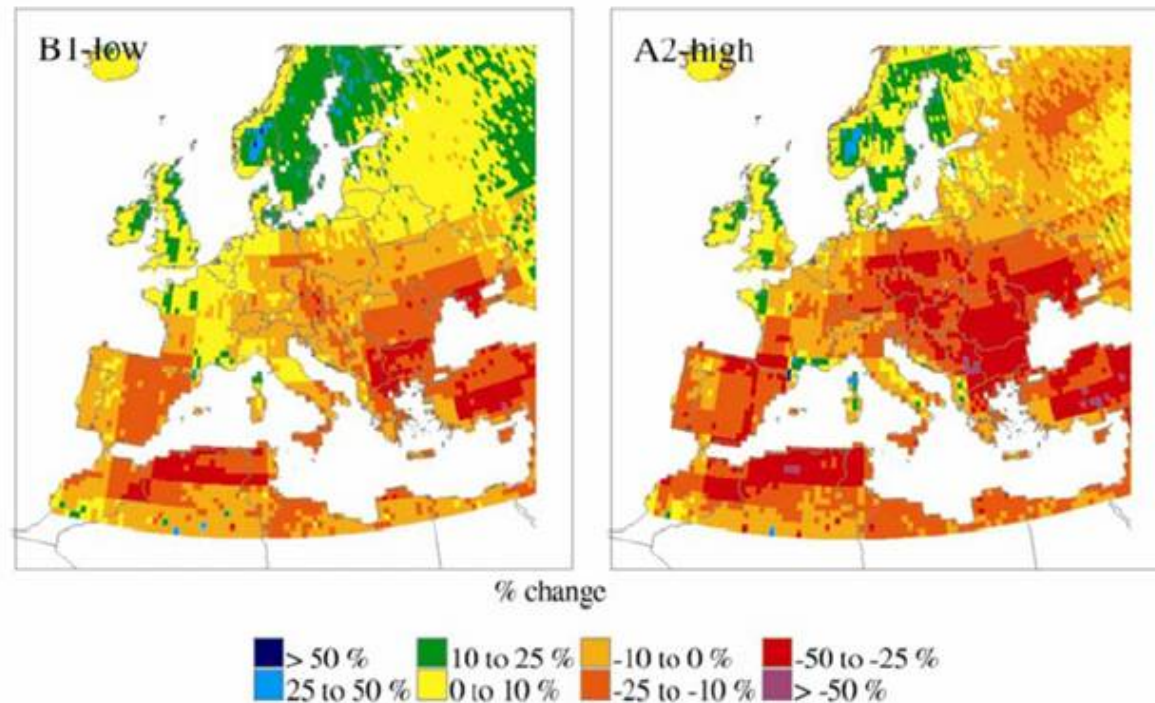 B1-low
A2-high
% change
> 50 %
10 to 25 %
-10 to 0 %
-50 to -25 %
25 to 50 %
0 to 10 %
-25 to -10 %
> -50 %